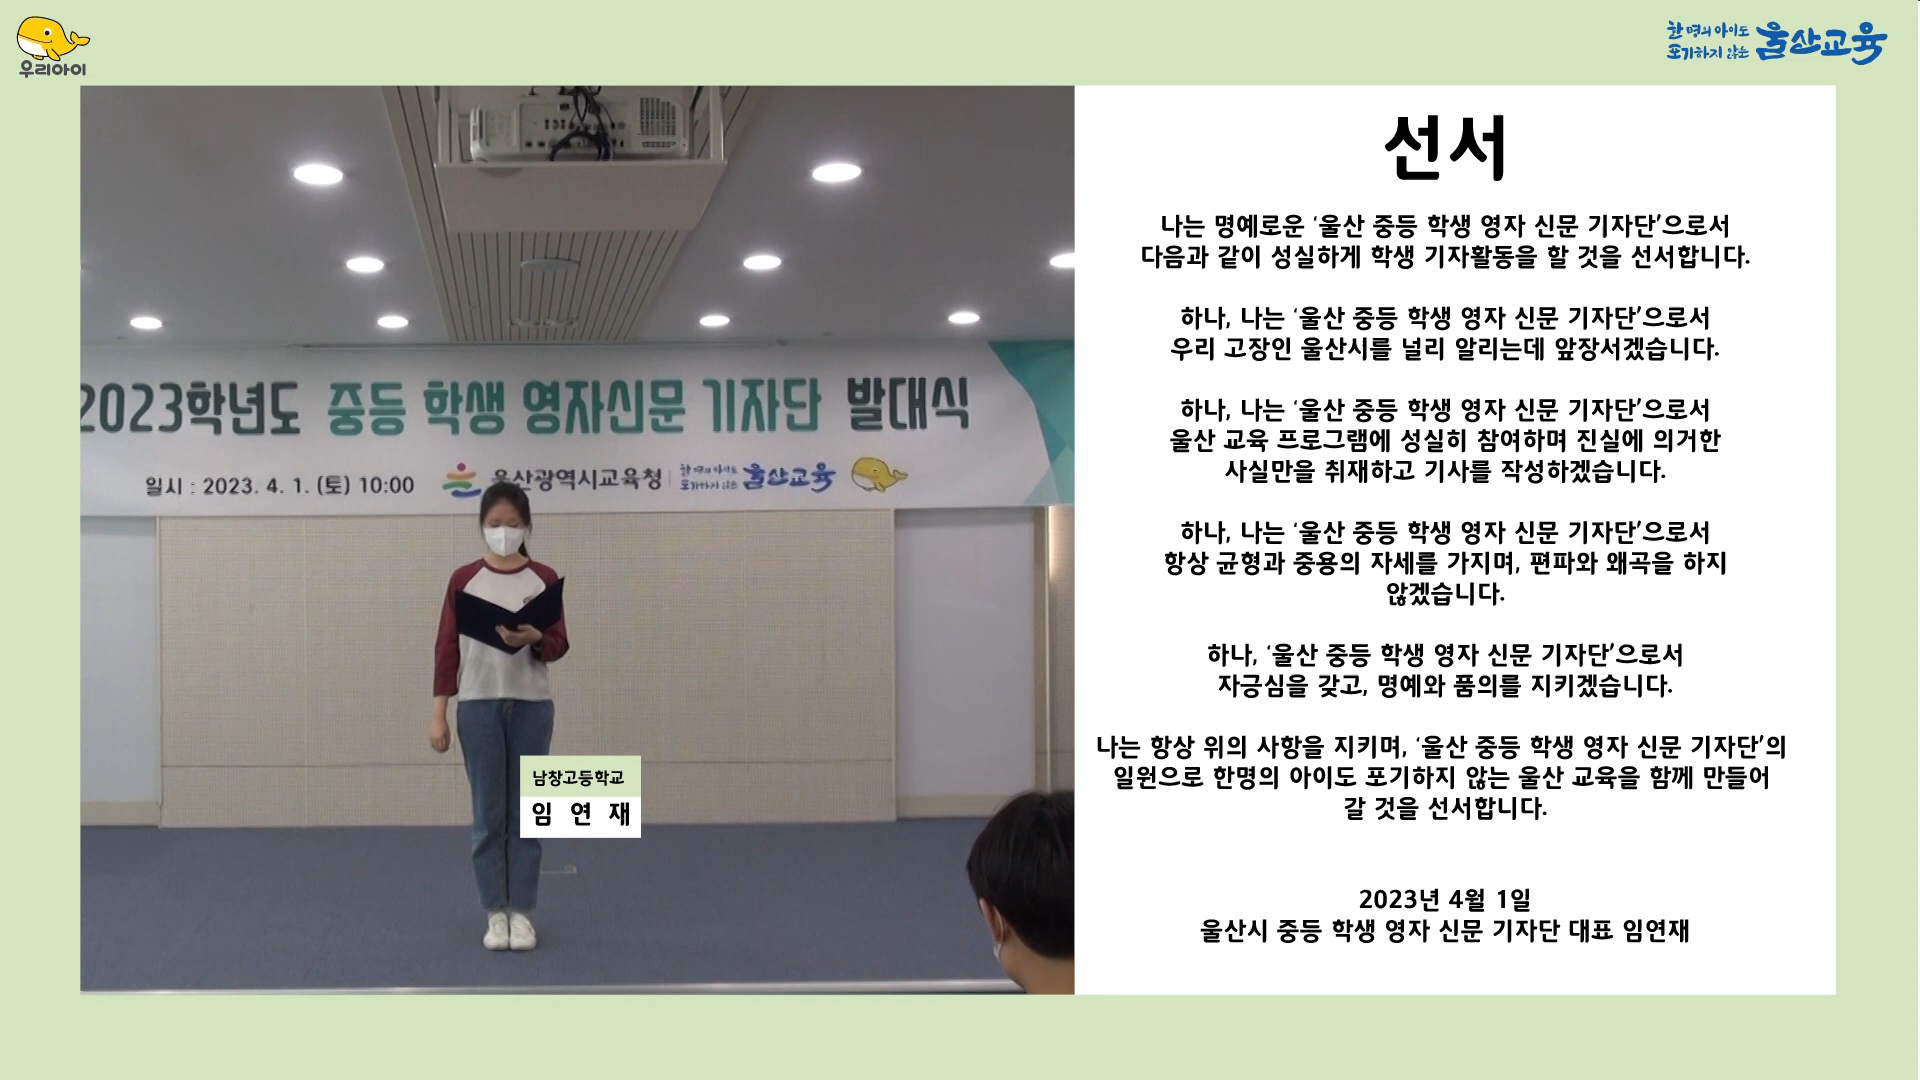 우리아이
한 명의 아이도
포기하지 않는 울산교육
2023학년도 중등 학생 영자신문 기자단 발대식
일시 : 2023. 4. 1. (토) 10:00
울산광역시교육청
한 명의 아이도
포기하지 않는 울산교육
남창고등학교
임 연 재
선서
나는 명예로운 ‘울산 중등 학생 영자 신문 기자단’으로서
다음과 같이 성실하게 학생 기자활동을 할 것을 선서합니다.
하나, 나는 ‘울산 중등 학생 영자 신문 기자단’으로서
우리 고장인 울산시를 널리 알리는데 앞장서겠습니다.
하나, 나는 ‘울산 중등 학생 영자 신문 기자단’으로서
울산 교육 프로그램에 성실히 참여하며 진실에 의거한
사실만을 취재하고 기사를 작성하겠습니다.
하나, 나는 ‘울산 중등 학생 영자 신문 기자단’으로서
항상 균형과 중용의 자세를 가지며, 편파와 왜곡을 하지
않겠습니다.
하나, ‘울산 중등 학생 영자 신문 기자단’으로서
자긍심을 갖고, 명예와 품의를 지키겠습니다.
나는 항상 위의 사항을 지키며, ‘울산 중등 학생 영자 신문 기자단’의
일원으로 한명의 아이도 포기하지 않는 울산 교육을 함께 만들어
갈 것을 선서합니다.
2023년 4월 1일
울산시 중등 학생 영자 신문 기자단 대표 임연재